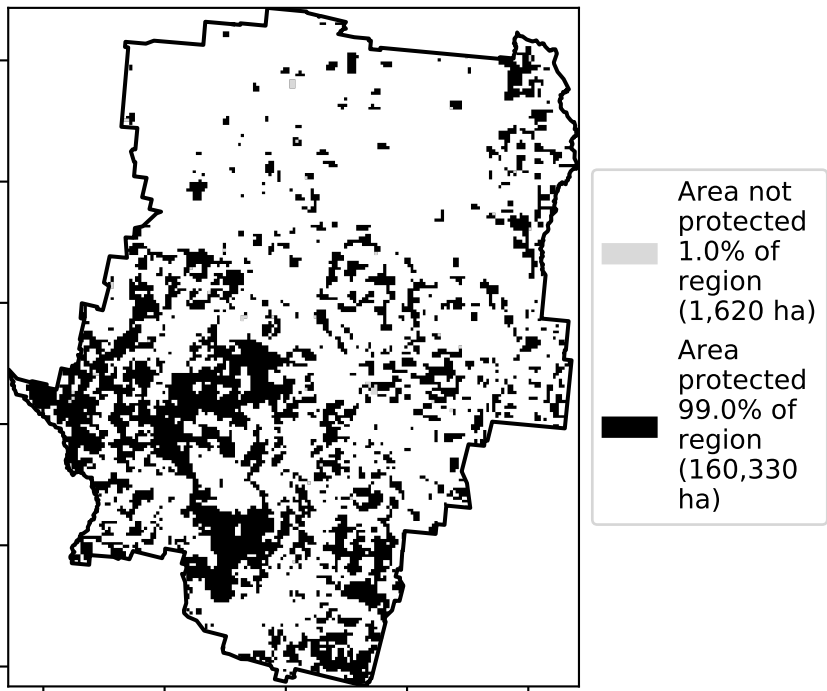 Area not
protected
1.0% of
region
(1,620 ha)
Area
protected
99.0% of
region
(160,330
ha)